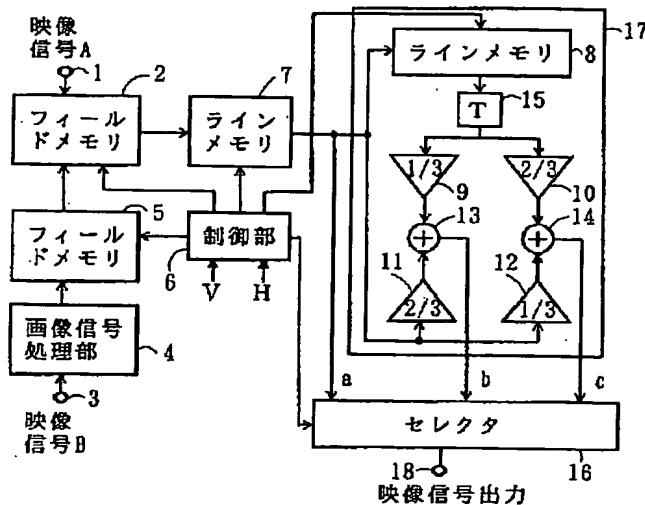 映像
信号A
1
2
フィール
ドメモリ
7
ライン
メモリ
17
ラインメモリ
8
T
15
1/3
9
2/3
10
13
14
11
2/3
12
1/3
5
フィール
ドメモリ
制御部
6
V
H
画像信号
処理部
4
3
映像
信号B
a
b
c
セレクタ
18
16
映像信号出力